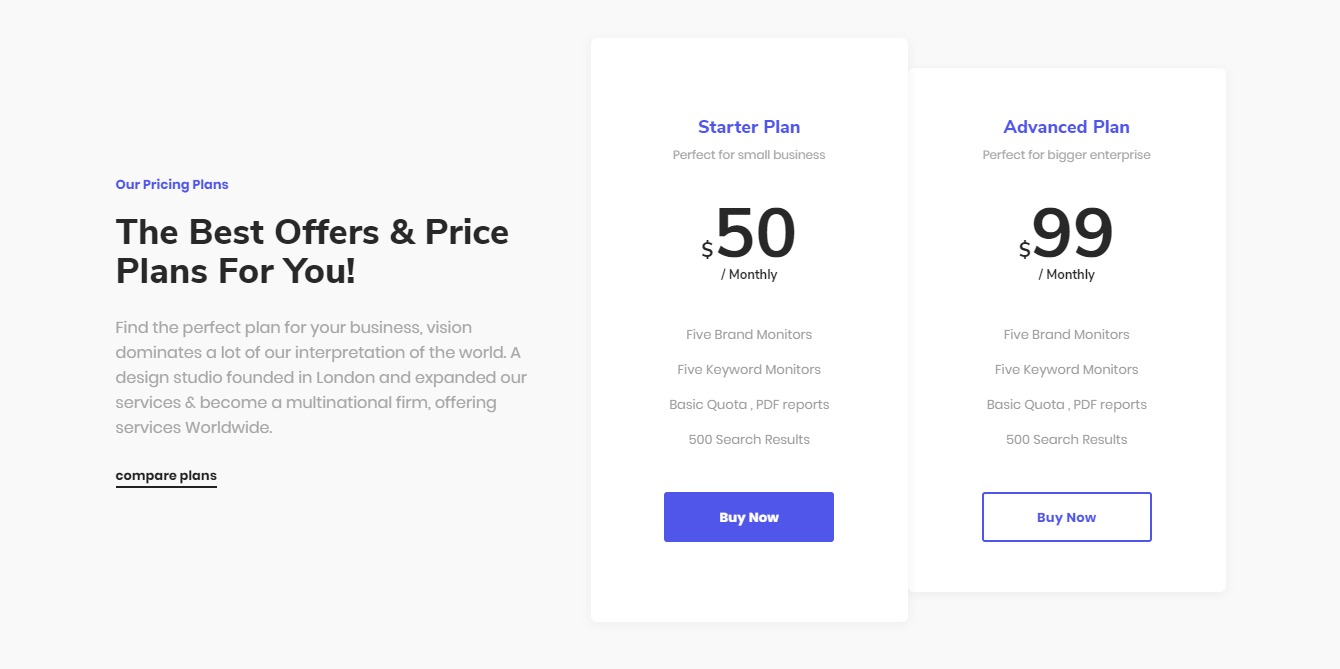 Our Pricing Plans
The Best Offers & Price
Plans For You!
Find the perfect plan for your business, vision
dominates a lot of our interpretation of the world. A
design studio founded in London and expanded our
services & become a multinational firm, offering
services Worldwide.
compare plans
Starter Plan
Perfect for small business
$50
/ Monthly
Five Brand Monitors
Five Keyword Monitors
Basic Quota , PDF reports
500 Search Results
Buy Now
Advanced Plan
Perfect for bigger enterprise
$99
/ Monthly
Five Brand Monitors
Five Keyword Monitors
Basic Quota , PDF reports
500 Search Results
Buy Now